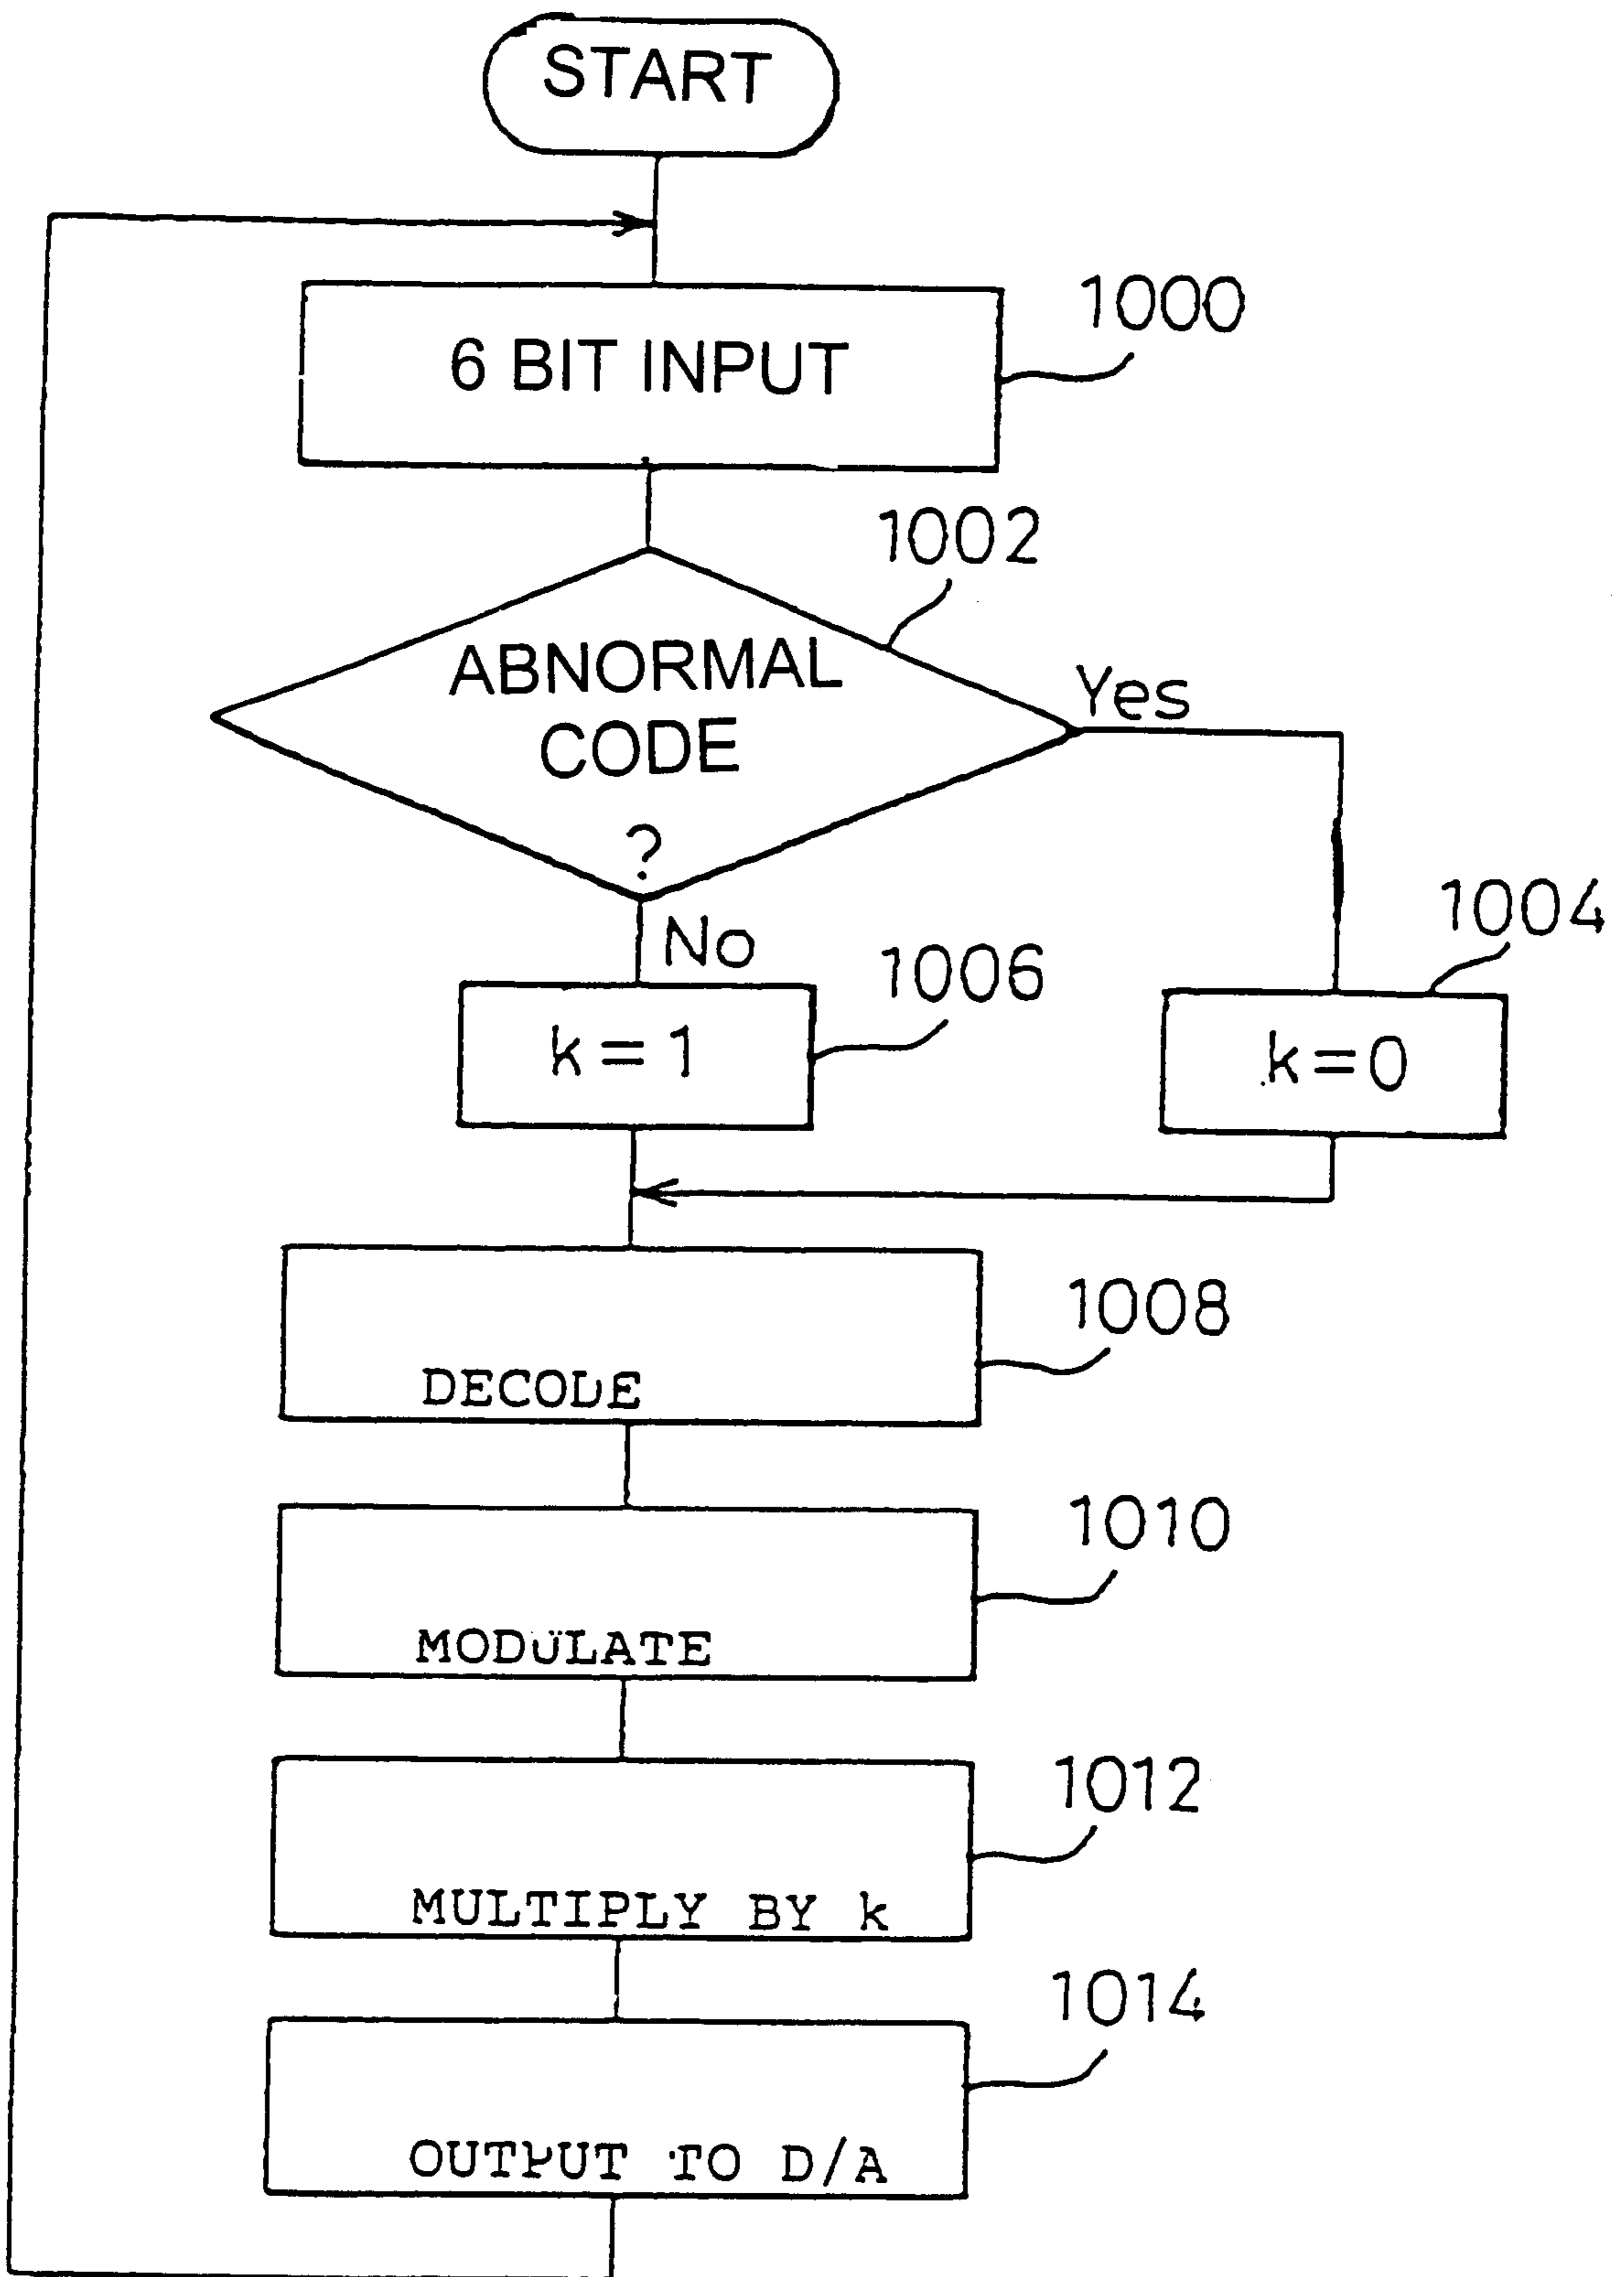 START
6 BIT INPUT
1000
1002
ABNORMAL
CODE
?
Yes
No
1006
k = 1
1004
k = 0
1008
DECODE
1010
MODULATE
1012
MULTIPLY BY k
1014
OUTPUT TO D/A